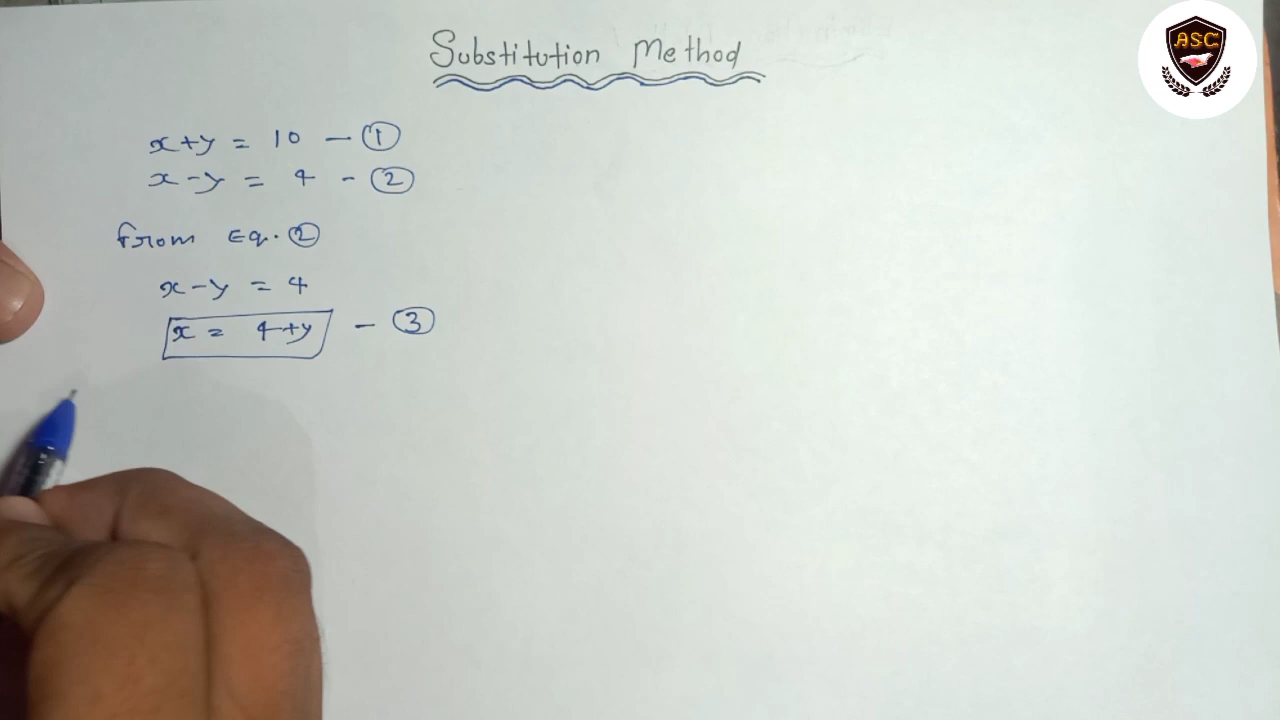 ASC
Substitution Method
x+y = 10 — ①
x-y = 4 - ②
from Eq. ②
x-y = 4
x = 4+y — ③